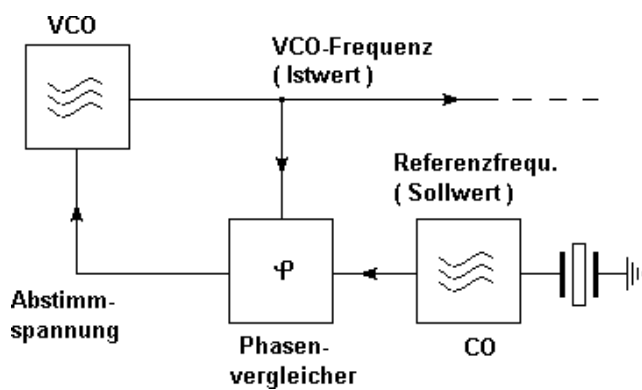 VCO
VCO-Frequenz
( Istwert )
Referenzfrequ.
( Sollwert )
φ
Abstimm-
spannung
Phasen-
vergleicher
CO